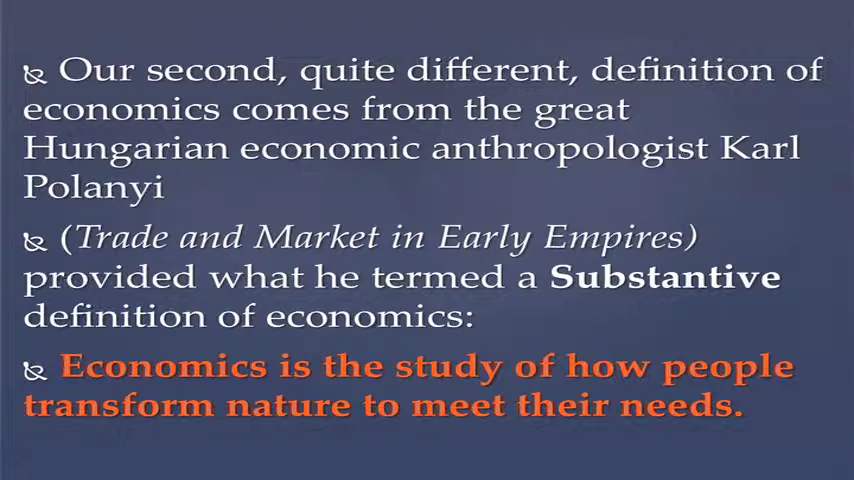 Our second, quite different, definition of
economics comes from the great
Hungarian economic anthropologist Karl
Polanyi
(Trade and Market in Early Empires)
provided what he termed a Substantive
definition of economics:
Economics is the study of how people
transform nature to meet their needs.